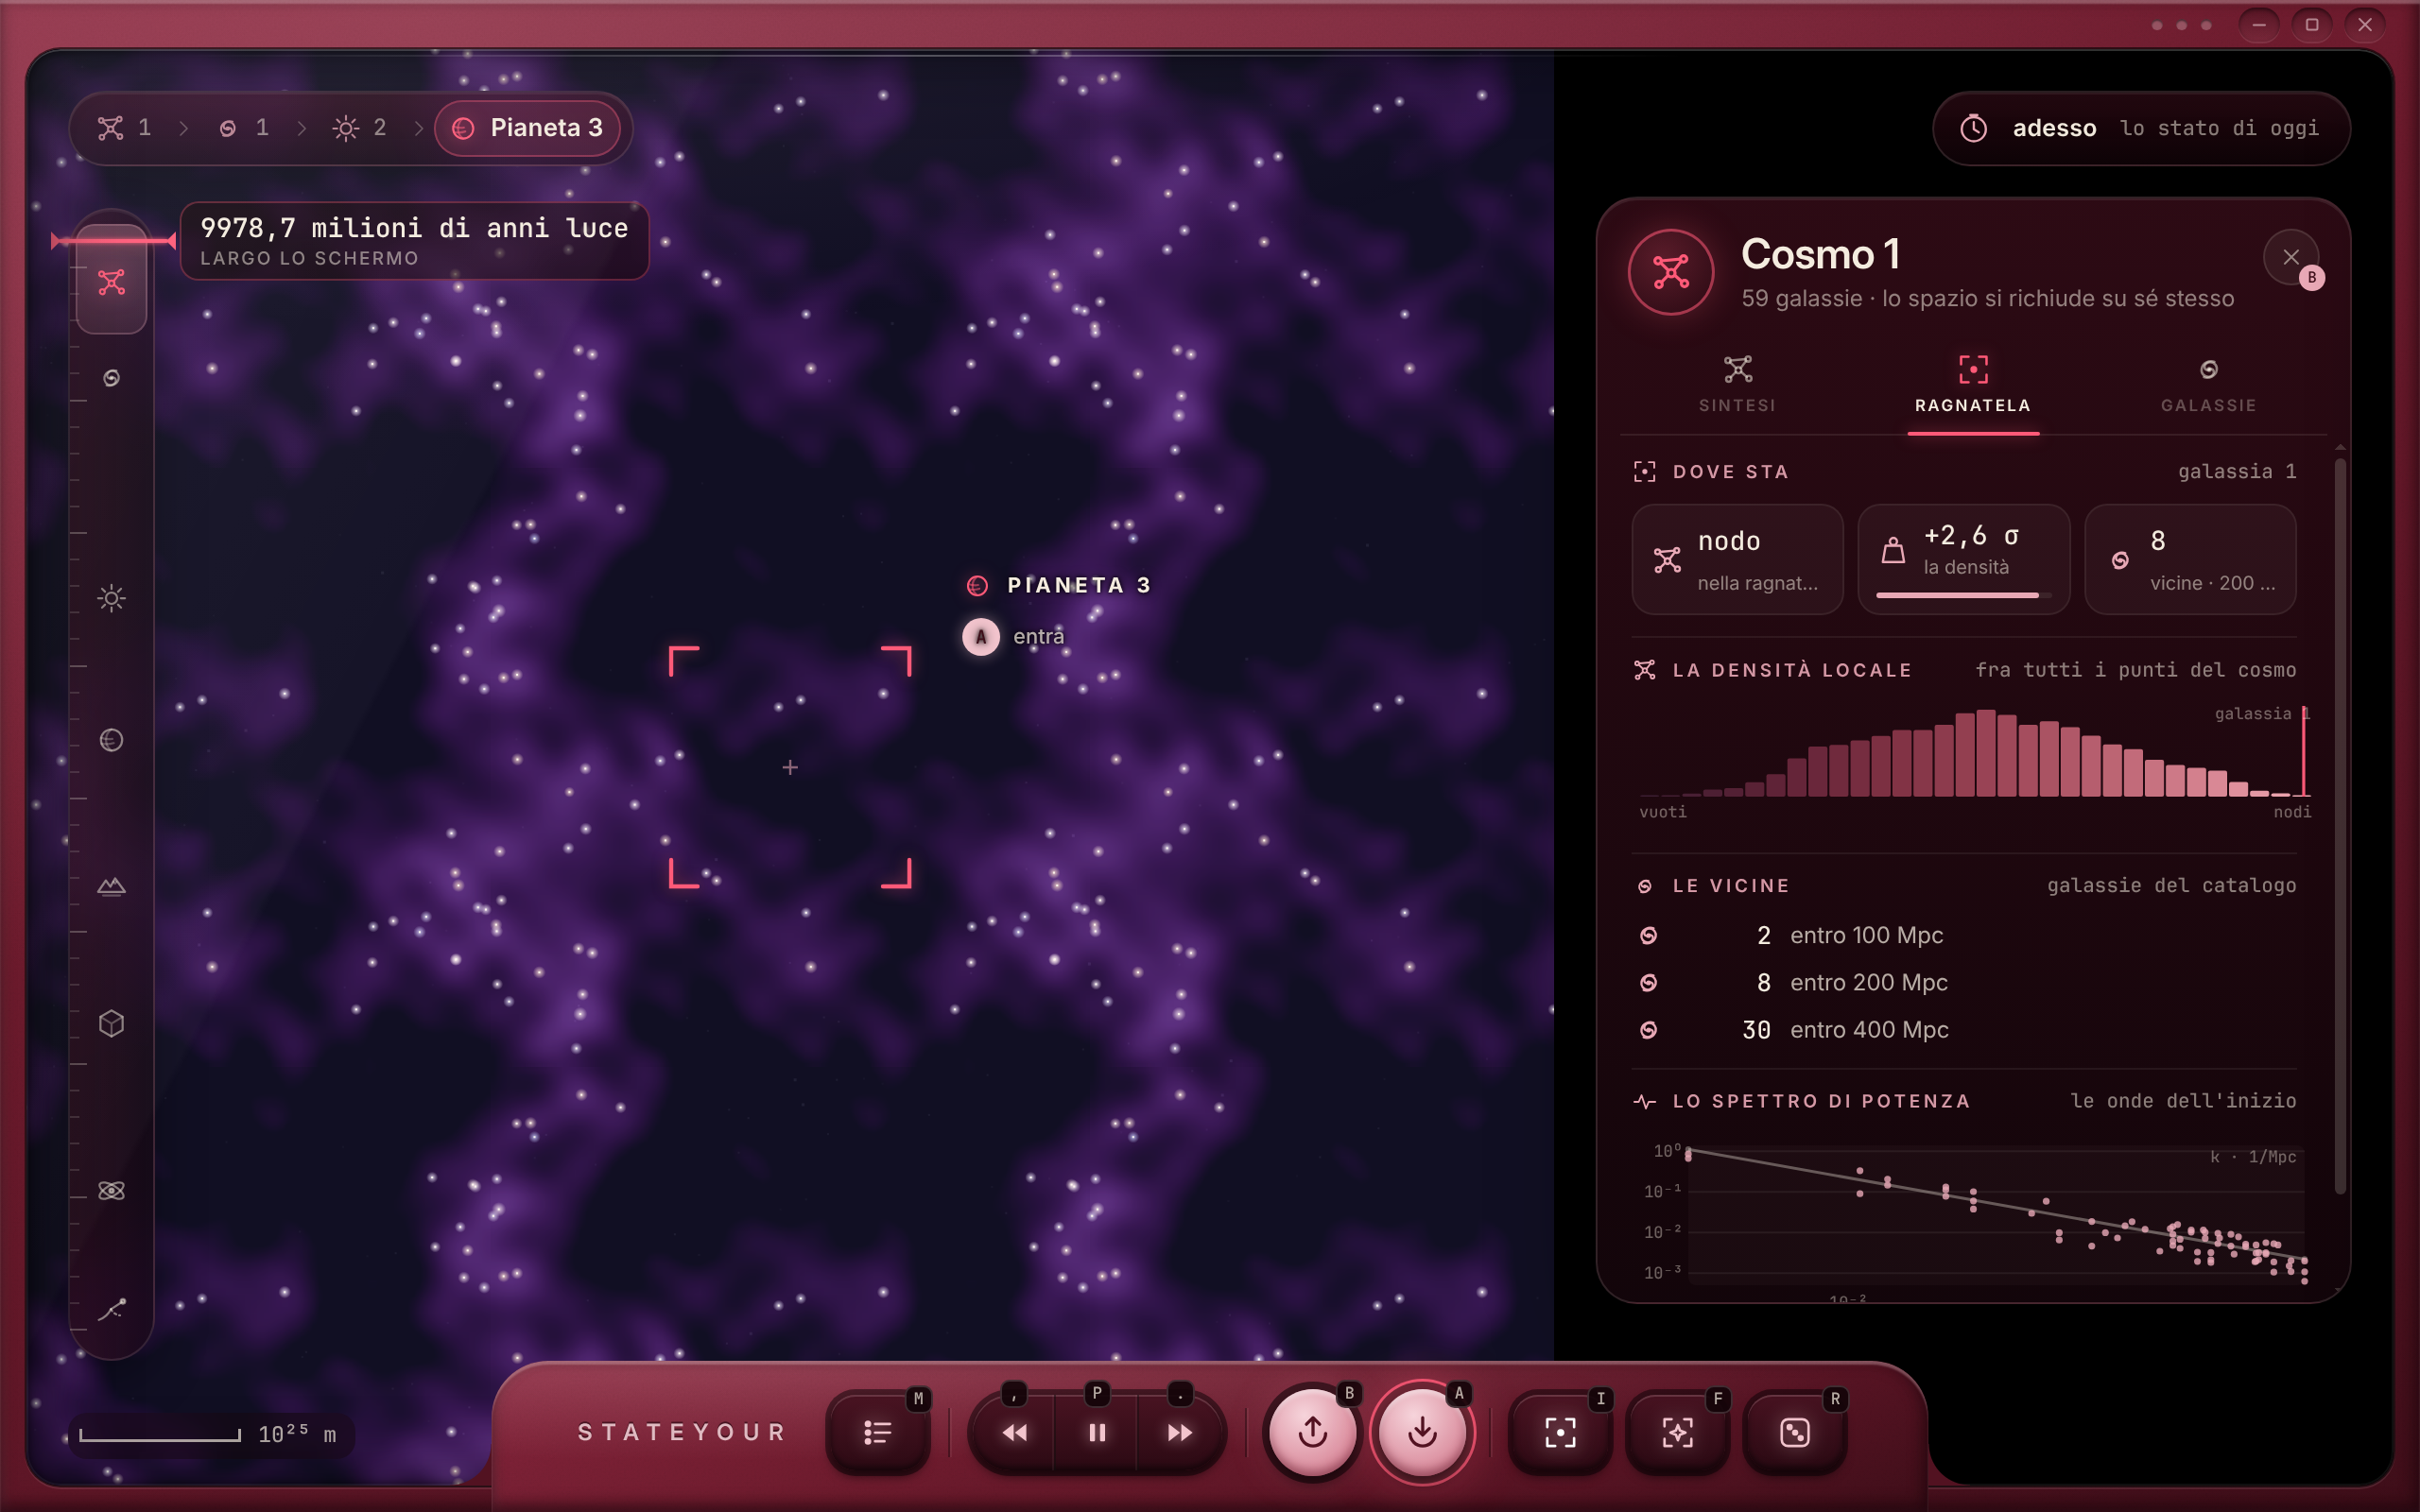 1 1 2 Pianeta 3
adesso lo stato di oggi
9978,7 milioni di anni luce
LARGO LO SCHERMO
Cosmo 1
59 galassie · lo spazio si richiude su sé stesso
B
SINTESI RAGNATELA GALASSIE
DOVE STA galassia 1
nodo
nella ragnat...
+2,6 σ
la densità
8
vicine · 200 ...
PIANETA 3
A entra
LA DENSITÀ LOCALE fra tutti i punti del cosmo
galassia 1
vuoti nodi
LE VICINE galassie del catalogo
2 entro 100 Mpc
8 entro 200 Mpc
30 entro 400 Mpc
LO SPETTRO DI POTENZA le onde dell'inizio
k · 1/Mpc
10⁰
10⁻¹
10⁻²
10⁻³
10⁻²
10²⁵ m
STATEYOUR
M , P . B A I F R